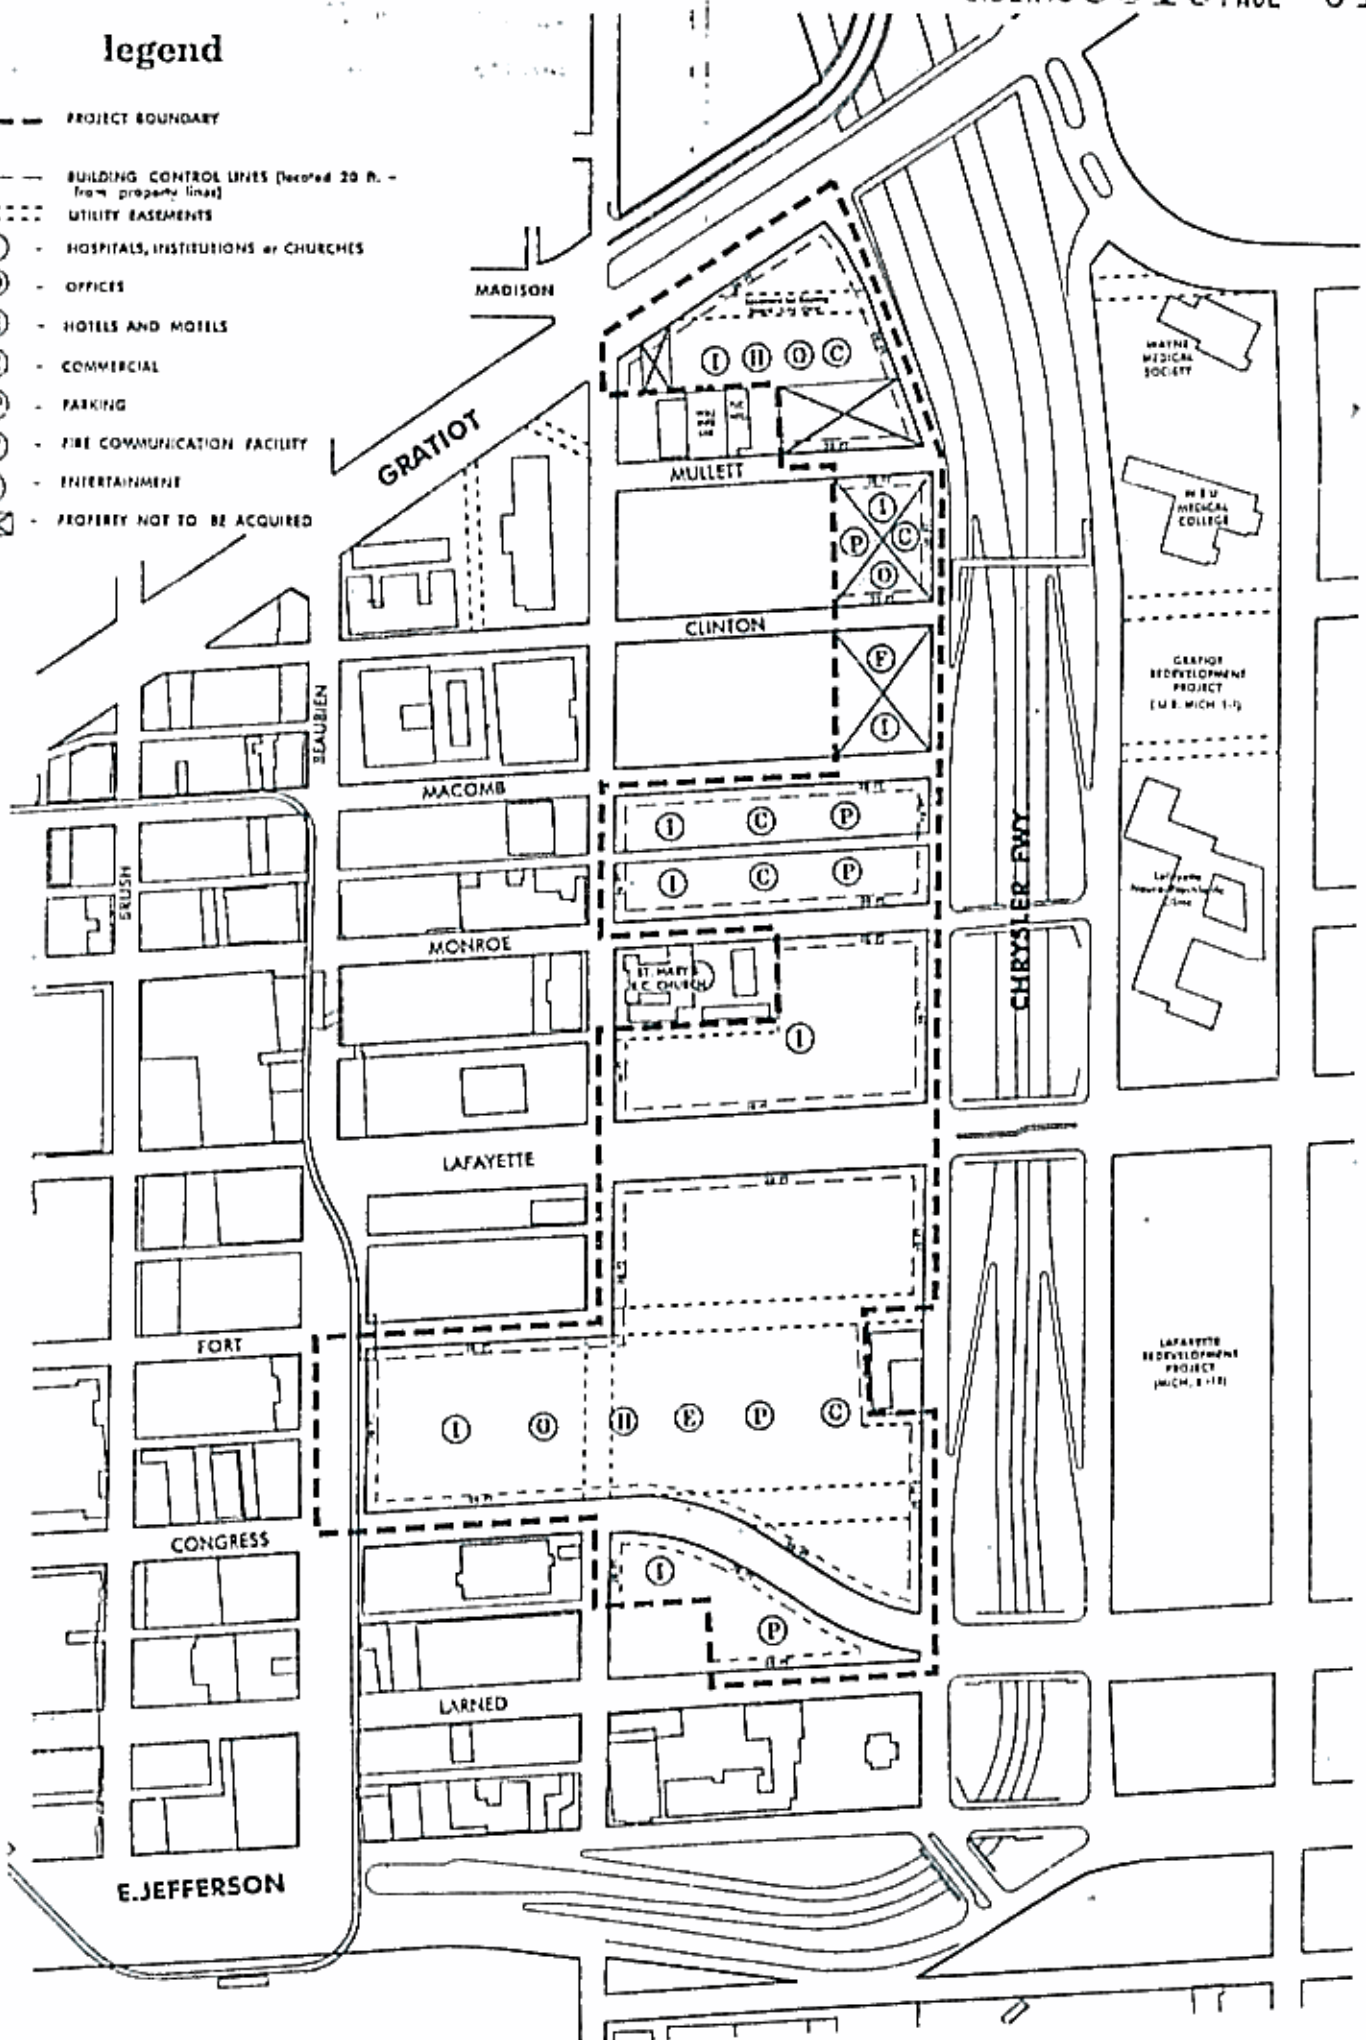 legend
PROJECT BOUNDARY
BUILDING CONTROL LINES (located 20 ft. -
from property lines)
UTILITY EASEMENTS
- HOSPITALS, INSTITUTIONS or CHURCHES
- OFFICES
- HOTELS AND MOTELS
- COMMERCIAL
- PARKING
- FIRE COMMUNICATION FACILITY
- ENTERTAINMENT
- PROPERTY NOT TO BE ACQUIRED
MADISON
WAYNE
MEDICAL
SOCIETY
I H O C
GRATIOT
MULLETT
W S U
MEDICAL
COLLEGE
I
P C
O
CLINTON
F
I
GRATIOT
REDEVELOPMENT
PROJECT
(U.R. MICH. 1-1)
BEAUBIEN
MACOMB
I C P
I C P
BRUSH
Lafayette
Clinic
CHRYSLER FWY
MONROE
ST. MARY'S
R.C. CHURCH
I
LAFAYETTE
FORT
LAFAYETTE
REDEVELOPMENT
PROJECT
I O H E P C
CONGRESS
I
P
LARNED
E. JEFFERSON